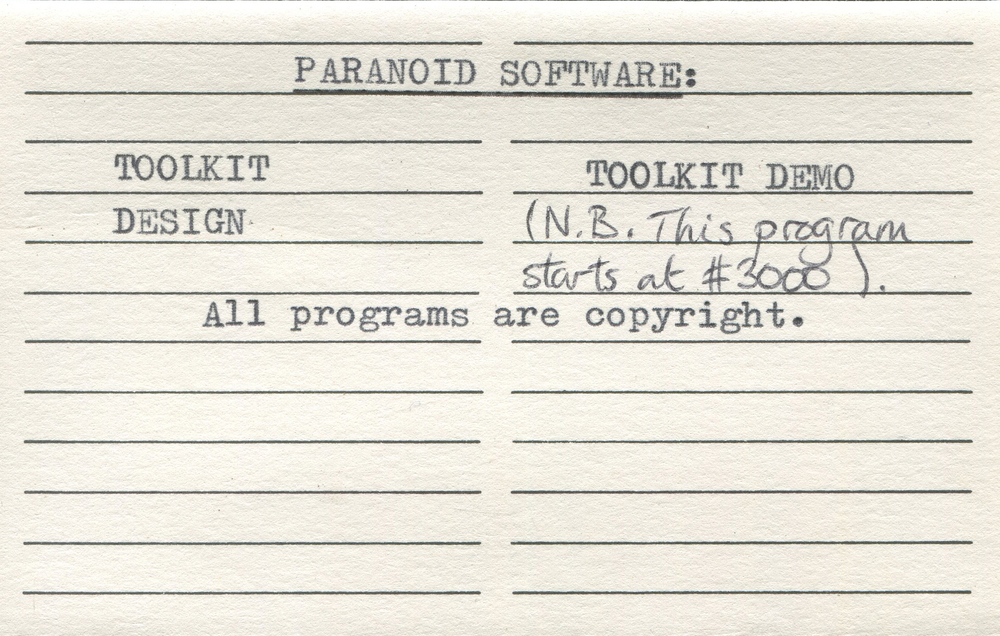 PARANOID SOFTWARE:
TOOLKIT
DESIGN
TOOLKIT DEMO
(N.B. This program
starts at #3000).
All programs are copyright.